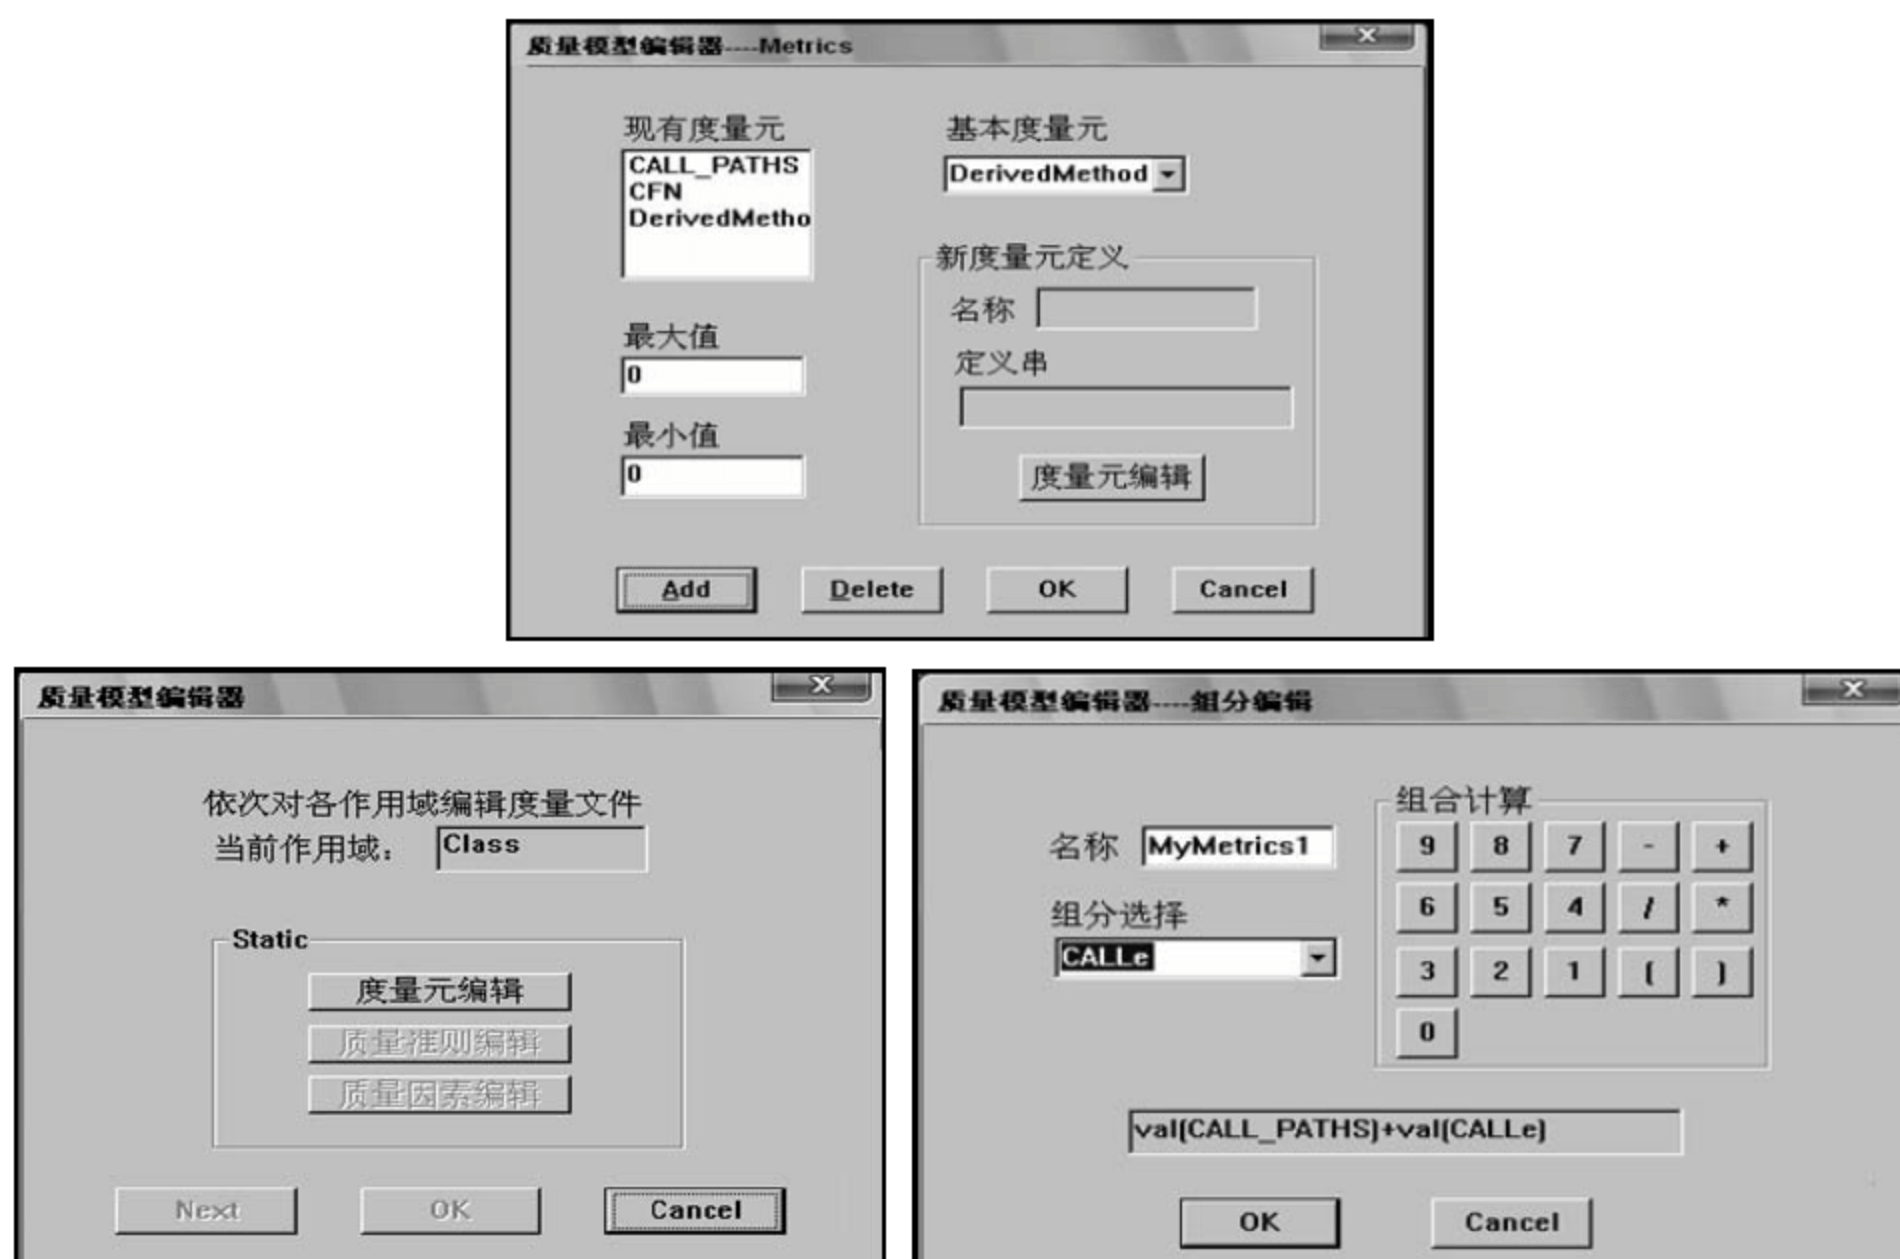 质量模型编辑器----Metrics
现有度量元
基本度量元
CALL_PATHS
CFN
DerivedMetho
DerivedMethod
新度量元定义
名称
定义串
最大值
0
最小值
0
度量元编辑
Add
Delete
OK
Cancel
质量模型编辑器
依次对各作用域编辑度量文件
当前作用域：
Class
Static
度量元编辑
质量准则编辑
质量因素编辑
Next
OK
Cancel
质量模型编辑器----组分编辑
名称
MyMetrics1
组分选择
CALLe
组合计算
9 8 7 - +
6 5 4 / *
3 2 1 ( )
0
val(CALL_PATHS)+val(CALLe)
OK
Cancel